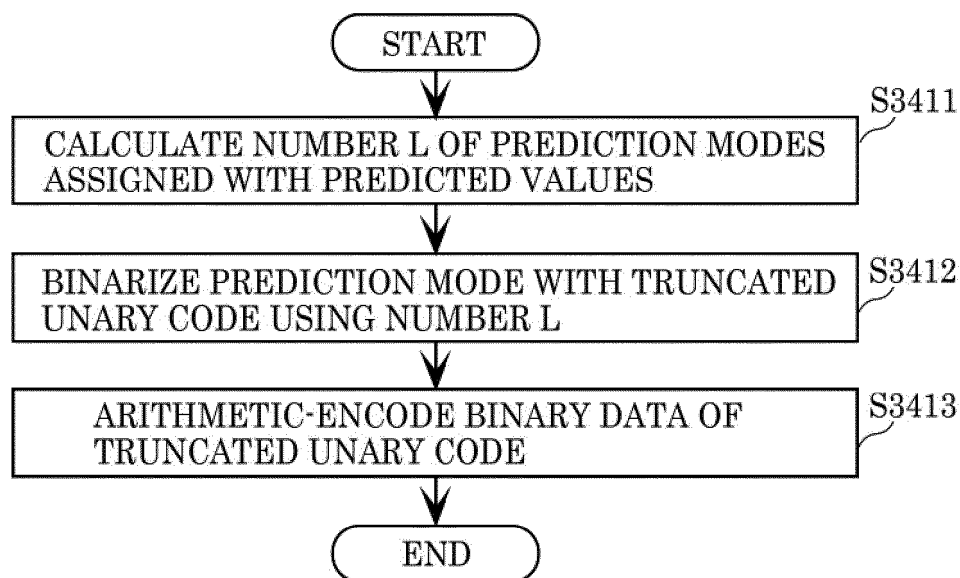 START
S3411
CALCULATE NUMBER L OF PREDICTION MODES
ASSIGNED WITH PREDICTED VALUES
S3412
BINARIZE PREDICTION MODE WITH TRUNCATED
UNARY CODE USING NUMBER L
S3413
ARITHMETIC-ENCODE BINARY DATA OF
TRUNCATED UNARY CODE
END